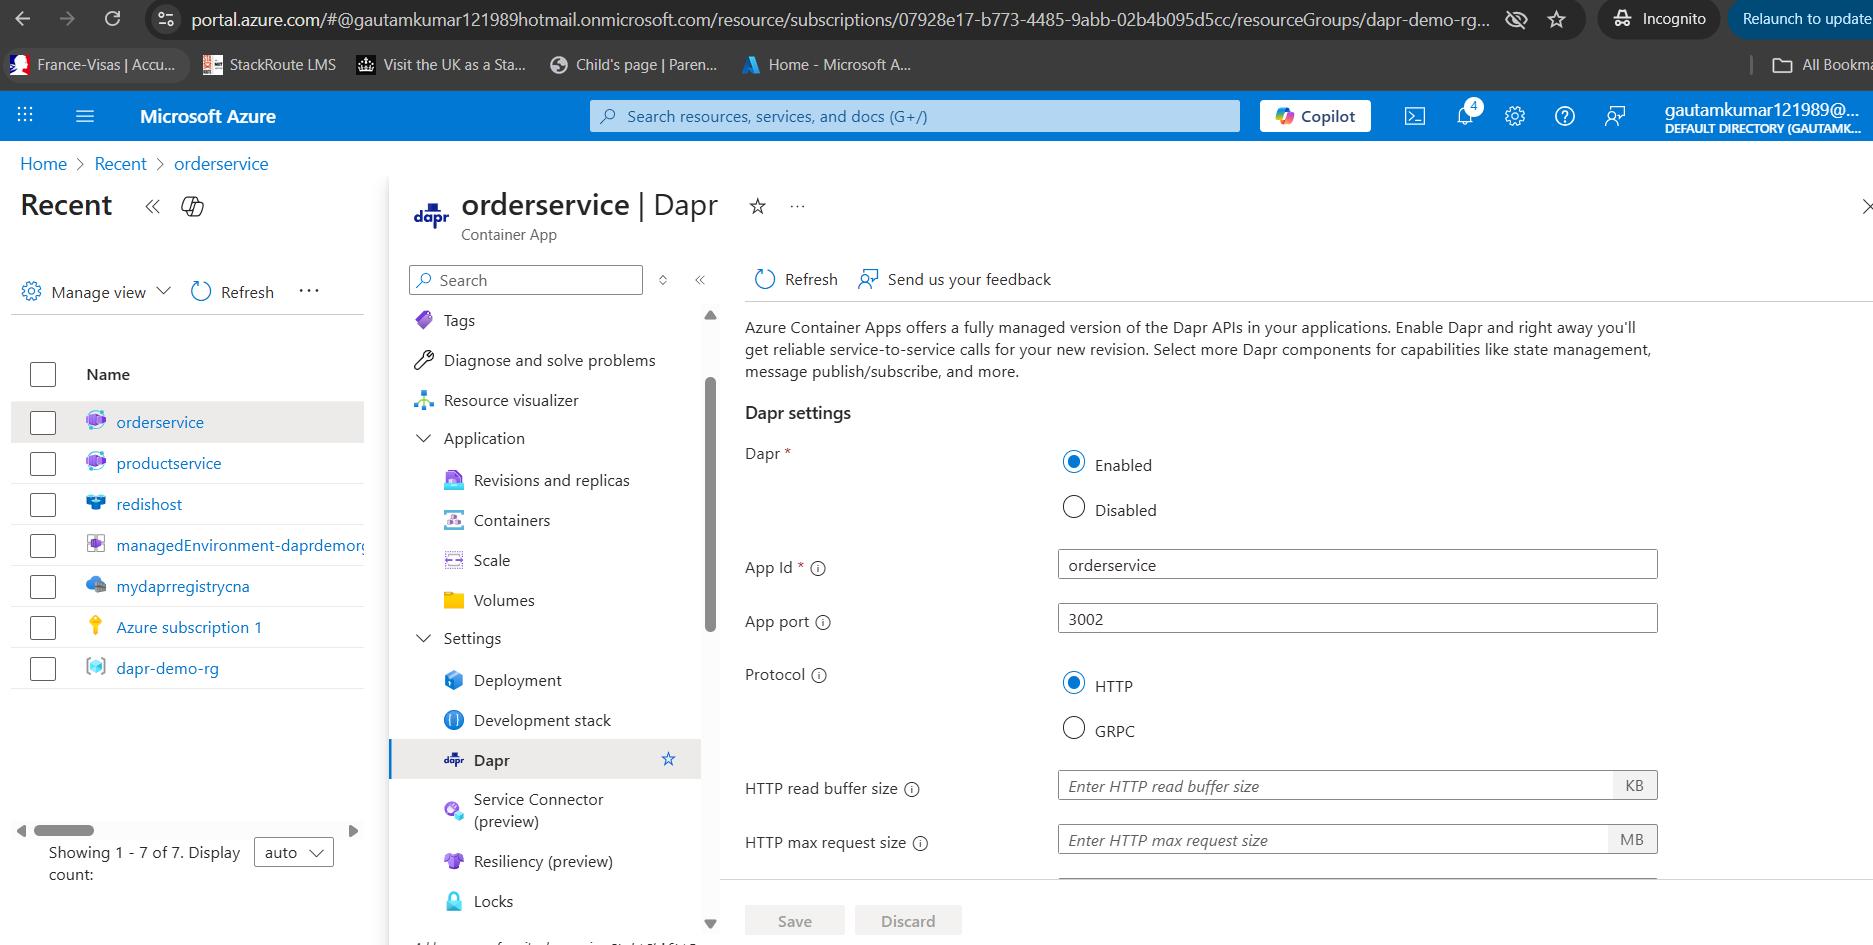 portal.azure.com/#@gautamkumar121989hotmail.onmicrosoft.com/resource/subscriptions/07928e17-b773-4485-9abb-02b4b095d5cc/resourceGroups/dapr-demo-rg...
Incognito
Relaunch to update
France-Visas | Accu...
StackRoute LMS
Visit the UK as a Sta...
Child's page | Paren...
Home - Microsoft A...
All Bookma
Microsoft Azure
Search resources, services, and docs (G+/)
Copilot
4
gautamkumar121989@...
DEFAULT DIRECTORY (GAUTAMK...
Home > Recent > orderservice
Recent
Manage view
Refresh
...
Name
orderservice
productservice
redishost
managedEnvironment-daprdemor
mydaprregistrycna
Azure subscription 1
dapr-demo-rg
Showing 1 - 7 of 7. Display
count:
auto
dapr
orderservice | Dapr
...
Container App
Search
Tags
Diagnose and solve problems
Resource visualizer
Application
Revisions and replicas
Containers
Scale
Volumes
Settings
Deployment
Development stack
dapr
Dapr
Service Connector
(preview)
Resiliency (preview)
Locks
Refresh
Send us your feedback
Azure Container Apps offers a fully managed version of the Dapr APIs in your applications. Enable Dapr and right away you'll
get reliable service-to-service calls for your new revision. Select more Dapr components for capabilities like state management,
message publish/subscribe, and more.
Dapr settings
Dapr *
Enabled
Disabled
App Id *
orderservice
App port
3002
Protocol
HTTP
GRPC
HTTP read buffer size
Enter HTTP read buffer size
KB
HTTP max request size
Enter HTTP max request size
MB
Save
Discard